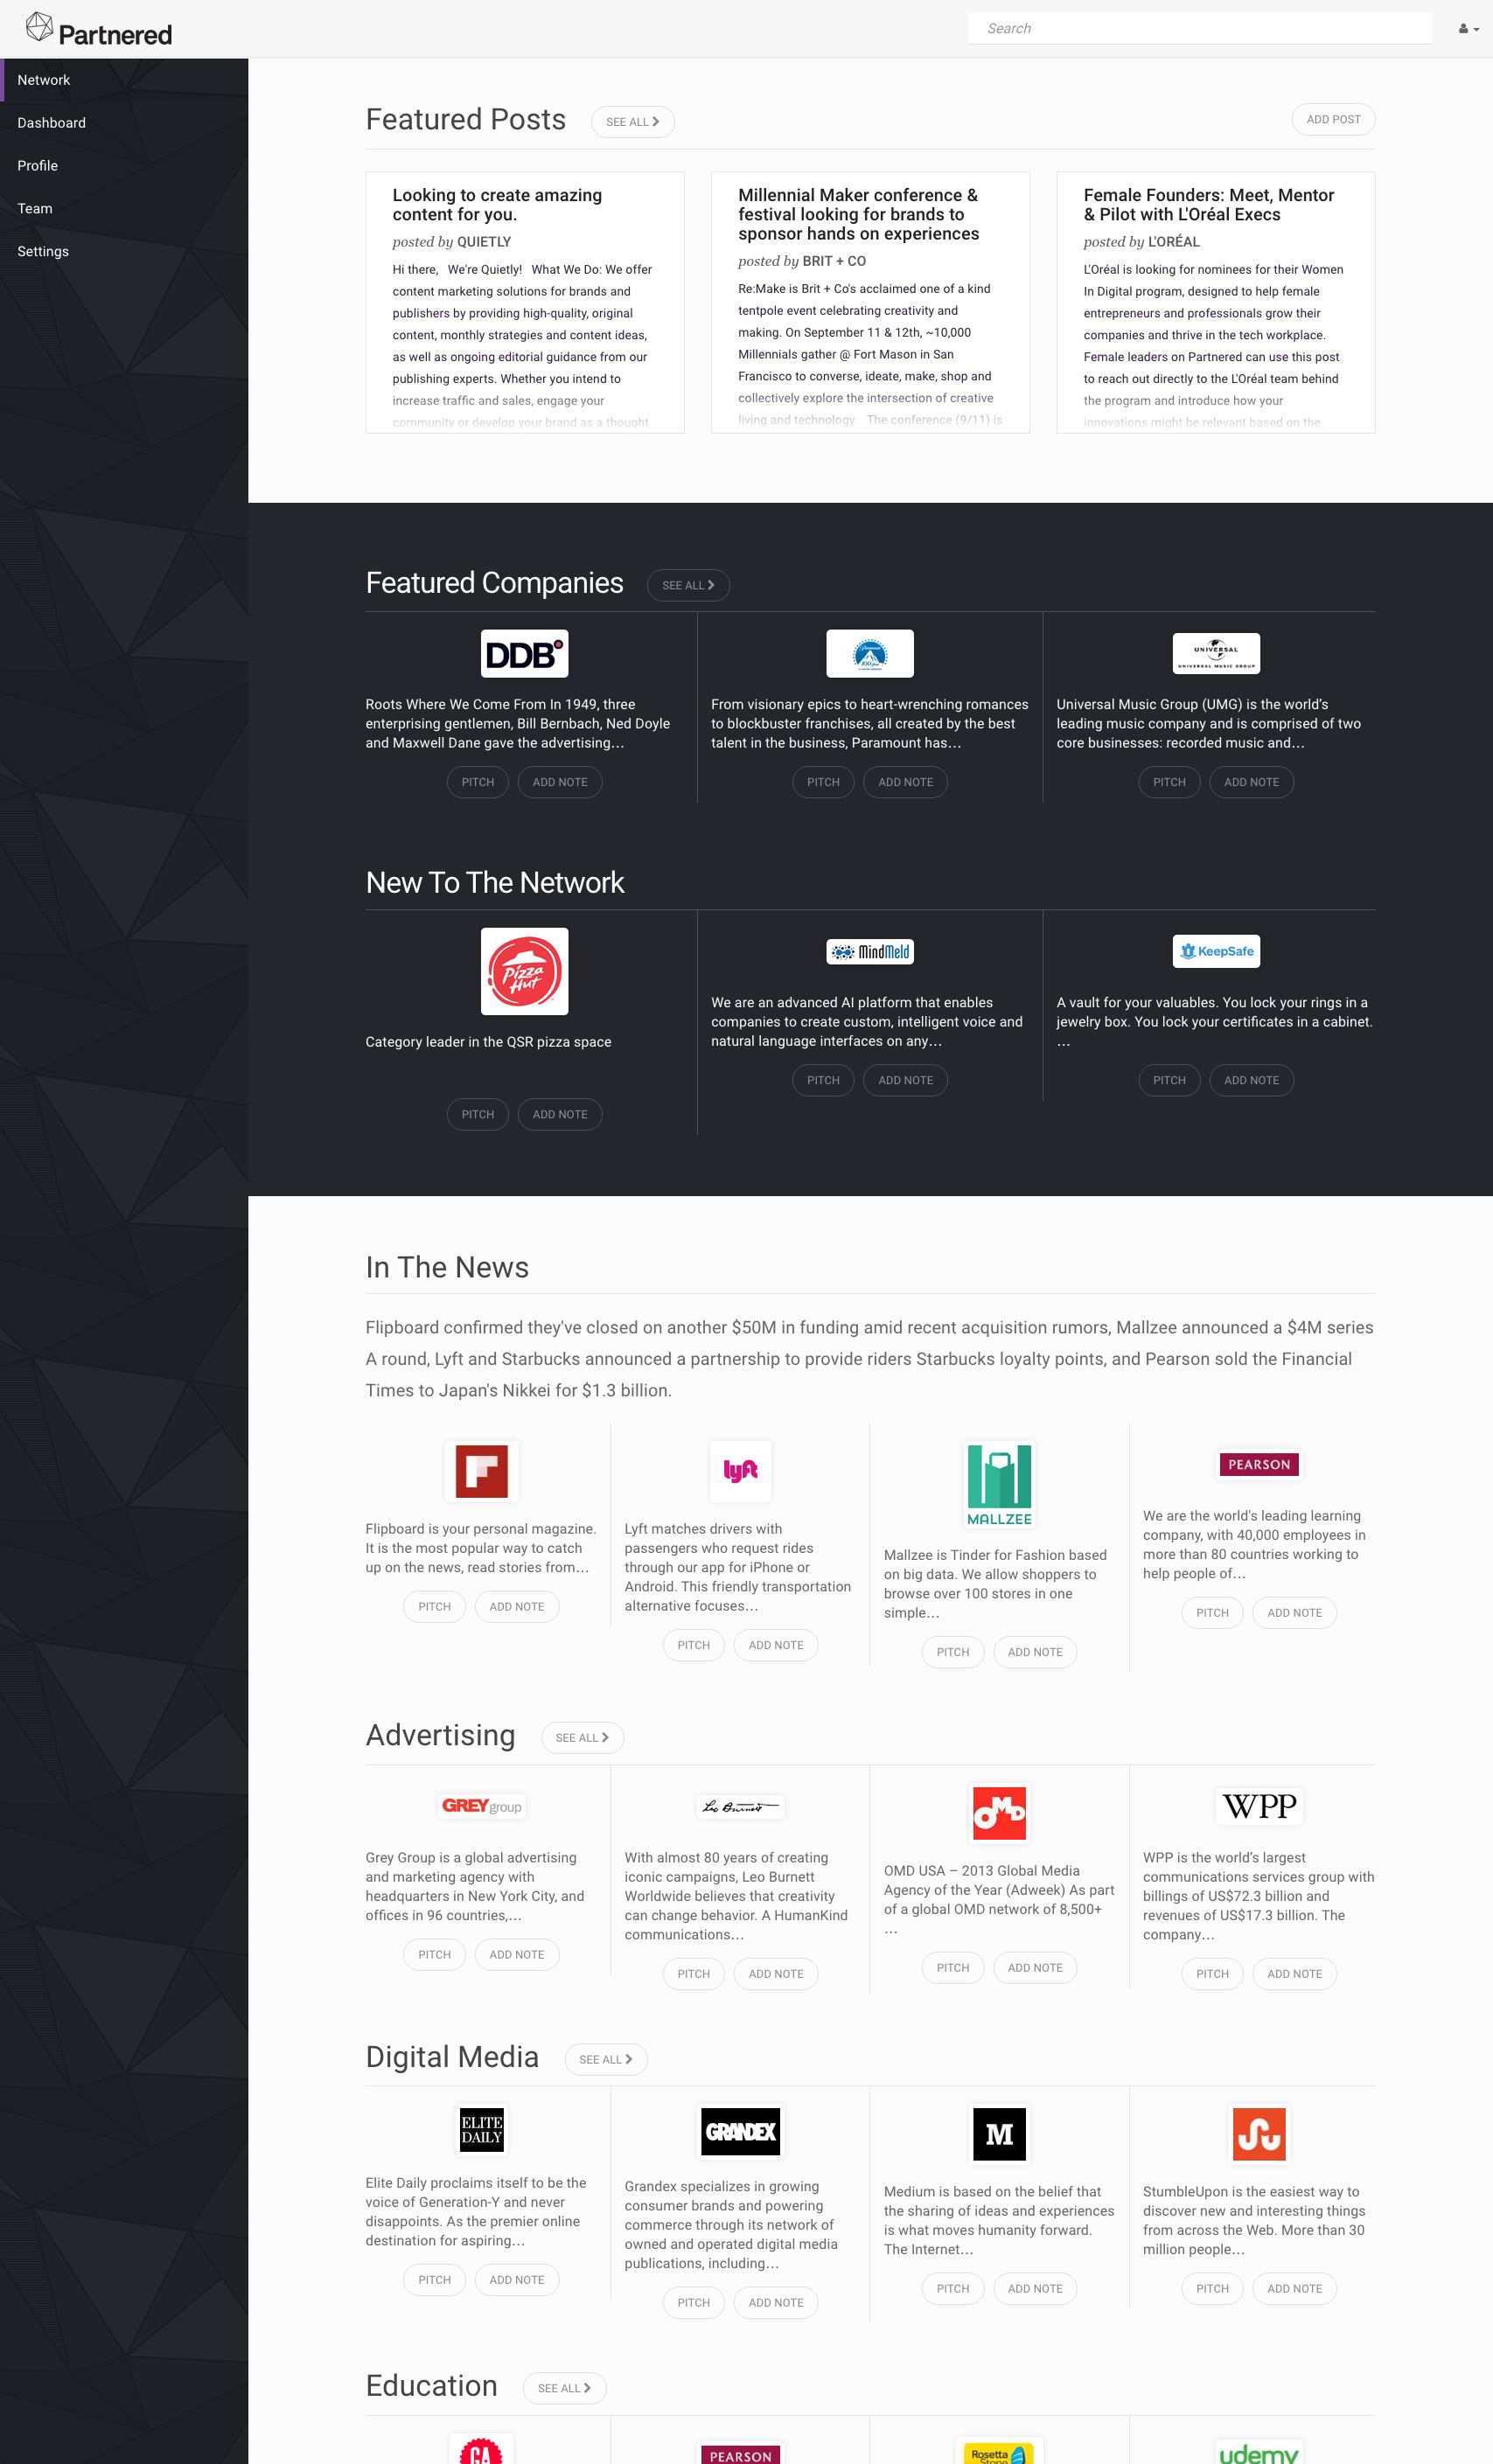 Partnered
Search
Network
Dashboard
Profile
Team
Settings
Featured Posts
SEE ALL
ADD POST
Looking to create amazing
content for you.
posted by QUIETLY
Hi there, We're Quietly! What We Do: We offer
content marketing solutions for brands and
publishers by providing high-quality, original
content, monthly strategies and content ideas,
as well as ongoing editorial guidance from our
publishing experts. Whether you intend to
increase traffic and sales, engage your
community or develop your brand as a thought
Millennial Maker conference &
festival looking for brands to
sponsor hands on experiences
posted by BRIT + CO
Re:Make is Brit + Co's acclaimed one of a kind
tentpole event celebrating creativity and
making. On September 11 & 12th, ~10,000
Millennials gather @ Fort Mason in San
Francisco to converse, ideate, make, shop and
collectively explore the intersection of creative
living and technology. The conference (9/11) is
Female Founders: Meet, Mentor
& Pilot with L'Oréal Execs
posted by L'ORÉAL
L'Oréal is looking for nominees for their Women
In Digital program, designed to help female
entrepreneurs and professionals grow their
companies and thrive in the tech workplace.
Female leaders on Partnered can use this post
to reach out directly to the L'Oréal team behind
the program and introduce how your
innovations might be relevant based on the
Featured Companies
SEE ALL
DDB
Roots Where We Come From In 1949, three
enterprising gentlemen, Bill Bernbach, Ned Doyle
and Maxwell Dane gave the advertising…
PITCH
ADD NOTE
Paramount
100 Years
From visionary epics to heart-wrenching romances
to blockbuster franchises, all created by the best
talent in the business, Paramount has…
PITCH
ADD NOTE
UNIVERSAL
UNIVERSAL MUSIC GROUP
Universal Music Group (UMG) is the world’s
leading music company and is comprised of two
core businesses: recorded music and…
PITCH
ADD NOTE
New To The Network
Pizza
Hut
Category leader in the QSR pizza space
PITCH
ADD NOTE
MindMeld
We are an advanced AI platform that enables
companies to create custom, intelligent voice and
natural language interfaces on any…
PITCH
ADD NOTE
KeepSafe
A vault for your valuables. You lock your rings in a
jewelry box. You lock your certificates in a cabinet.
…
PITCH
ADD NOTE
In The News
Flipboard confirmed they've closed on another $50M in funding amid recent acquisition rumors, Mallzee announced a $4M series
A round, Lyft and Starbucks announced a partnership to provide riders Starbucks loyalty points, and Pearson sold the Financial
Times to Japan's Nikkei for $1.3 billion.
F
Flipboard is your personal magazine.
It is the most popular way to catch
up on the news, read stories from…
PITCH
ADD NOTE
lyft
Lyft matches drivers with
passengers who request rides
through our app for iPhone or
Android. This friendly transportation
alternative focuses…
PITCH
ADD NOTE
MALLZEE
Mallzee is Tinder for Fashion based
on big data. We allow shoppers to
browse over 100 stores in one
simple…
PITCH
ADD NOTE
PEARSON
We are the world's leading learning
company, with 40,000 employees in
more than 80 countries working to
help people of…
PITCH
ADD NOTE
Advertising
SEE ALL
GREYgroup
Grey Group is a global advertising
and marketing agency with
headquarters in New York City, and
offices in 96 countries,…
PITCH
ADD NOTE
Leo Burnett
With almost 80 years of creating
iconic campaigns, Leo Burnett
Worldwide believes that creativity
can change behavior. A HumanKind
communications…
PITCH
ADD NOTE
OMD
OMD USA – 2013 Global Media
Agency of the Year (Adweek) As part
of a global OMD network of 8,500+
…
PITCH
ADD NOTE
WPP
WPP is the world’s largest
communications services group with
billings of US$72.3 billion and
revenues of US$17.3 billion. The
company…
PITCH
ADD NOTE
Digital Media
SEE ALL
ELITE
DAILY
Elite Daily proclaims itself to be the
voice of Generation-Y and never
disappoints. As the premier online
destination for aspiring…
PITCH
ADD NOTE
GRANDEX
Grandex specializes in growing
consumer brands and powering
commerce through its network of
owned and operated digital media
publications, including…
PITCH
ADD NOTE
M
Medium is based on the belief that
the sharing of ideas and experiences
is what moves humanity forward.
The Internet…
PITCH
ADD NOTE
StumbleUpon is the easiest way to
discover new and interesting things
from across the Web. More than 30
million people…
PITCH
ADD NOTE
Education
SEE ALL
GA
PEARSON
Rosetta
Stone
udemy